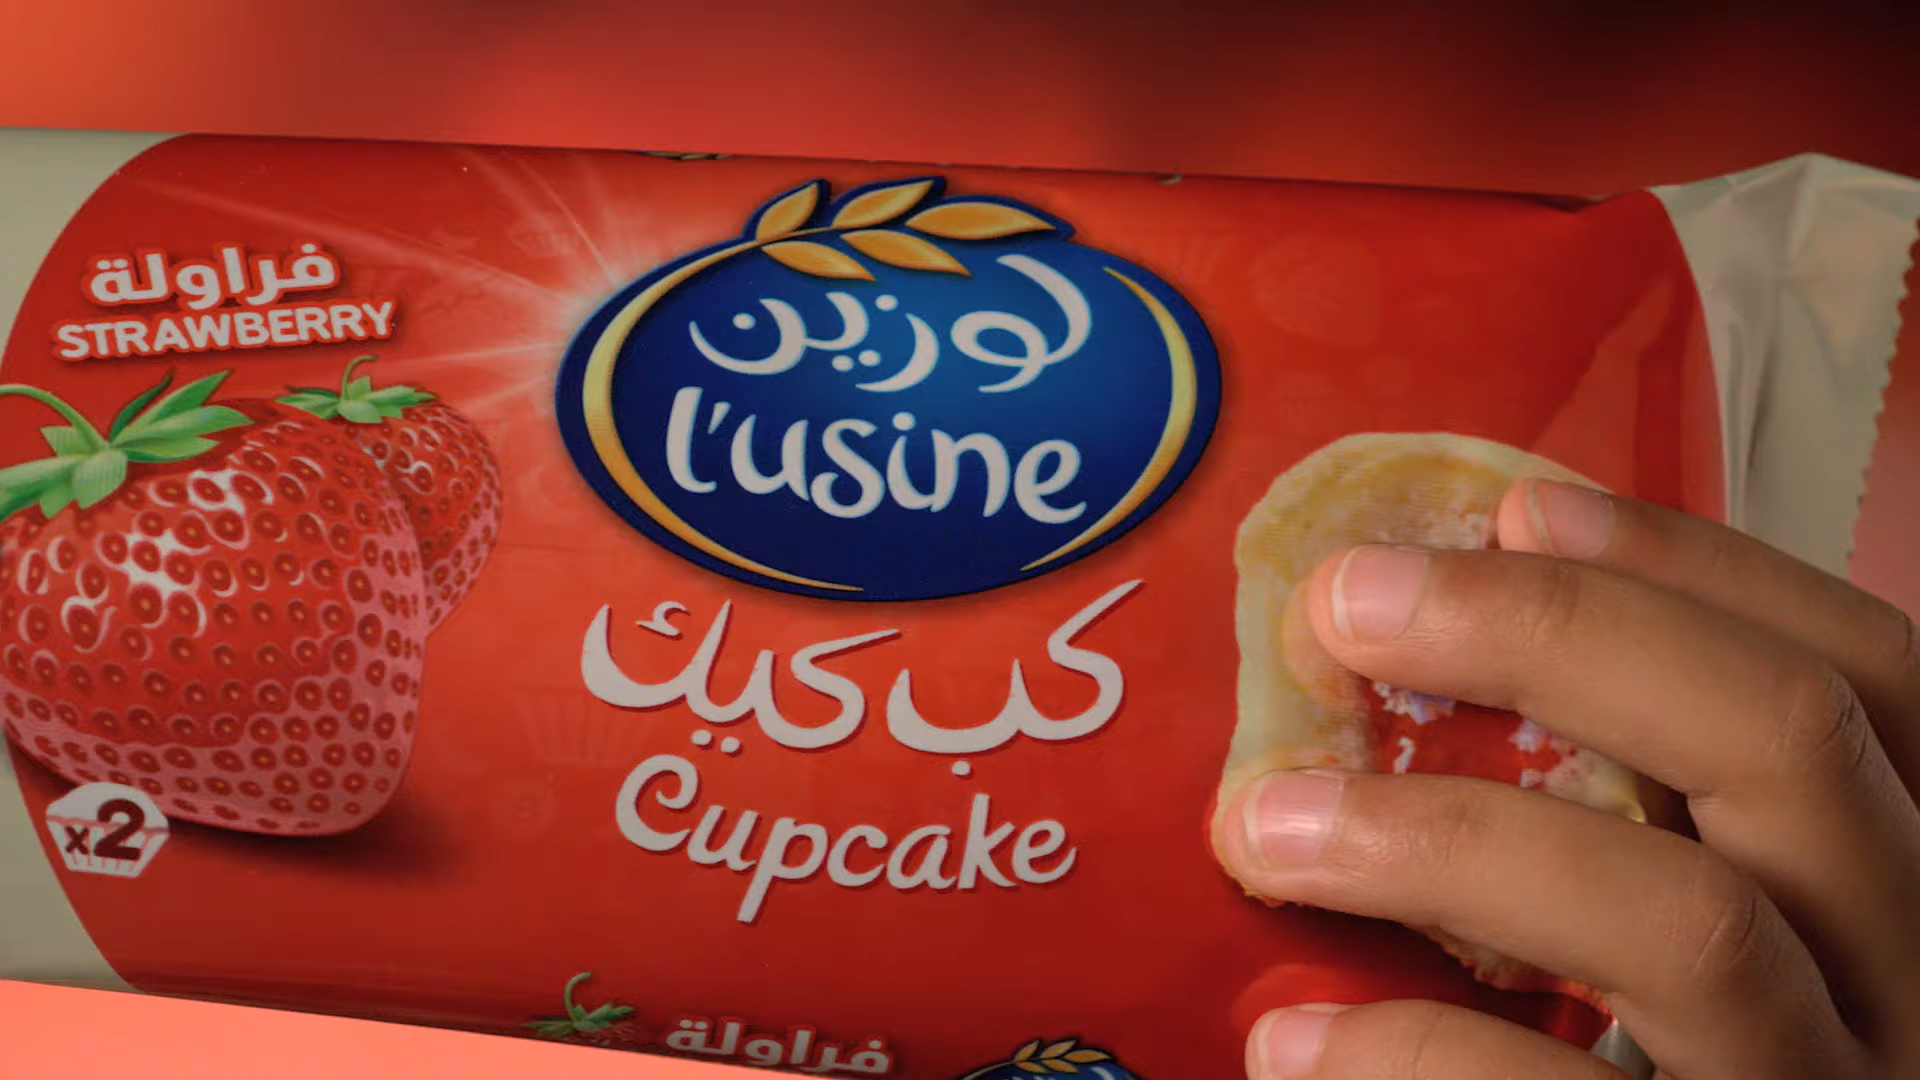 فراولة
STRAWBERRY
لوزين
l'usine
كب كيك
Cupcake
x2
فراولة